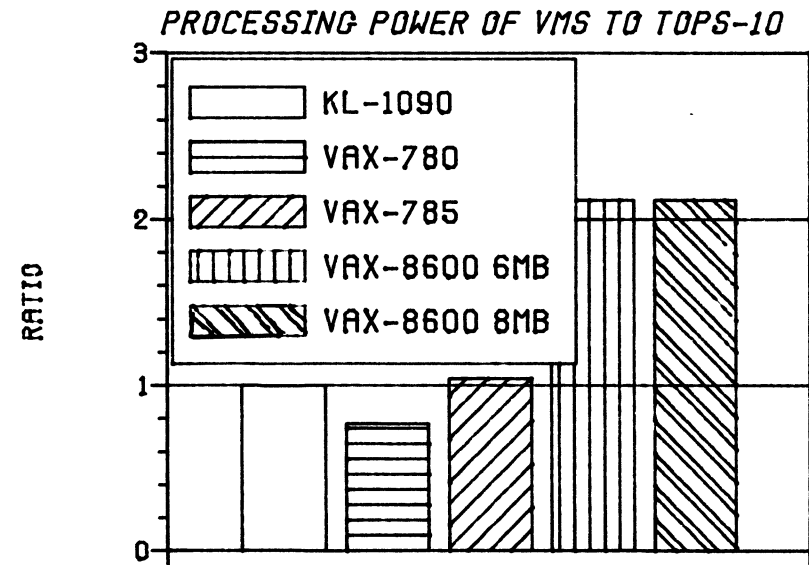 PROCESSING POWER OF VMS TO TOPS-10
3
KL-1090
VAX-780
2
VAX-785
VAX-8600 6MB
RATIO
VAX-8600 8MB
1
0